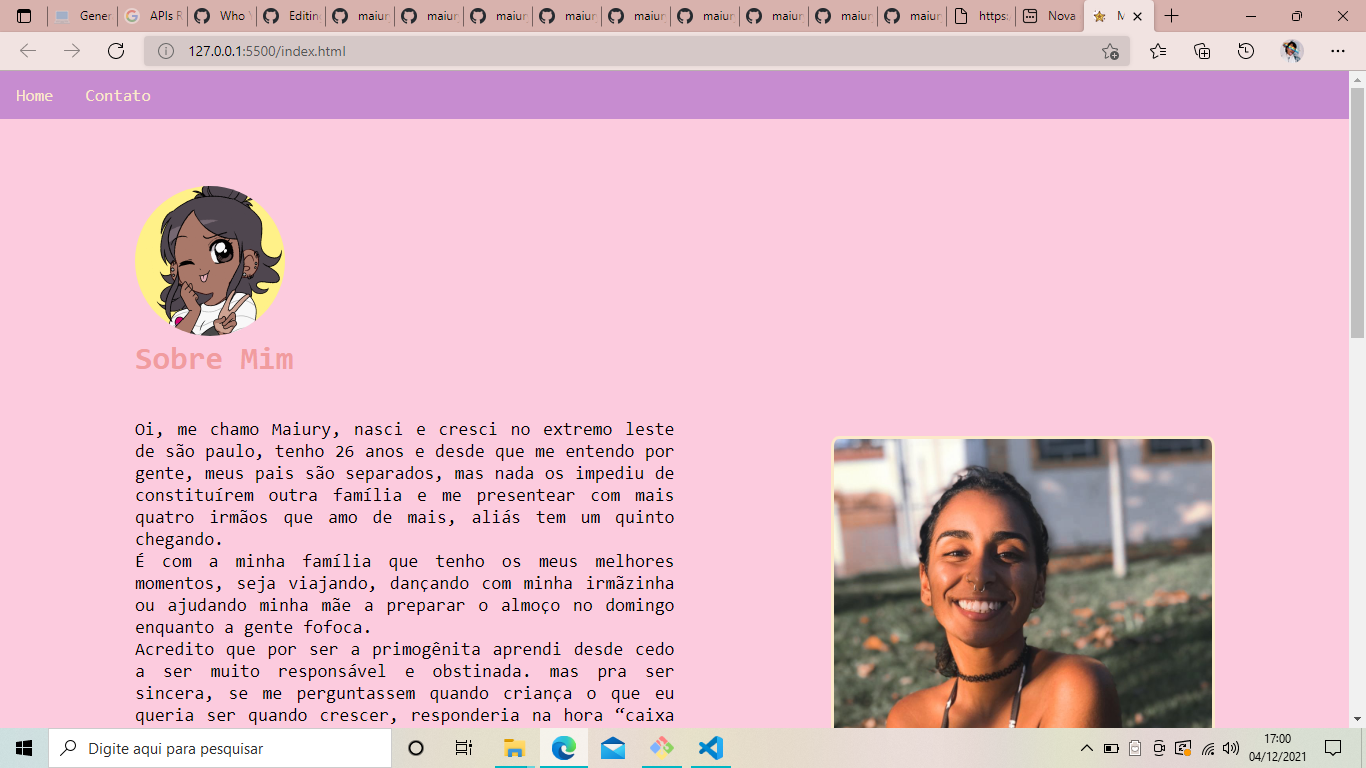 Gener
APIs R
Who
Editin
maiur
maiur
maiur
maiur
maiur
maiur
maiur
maiur
maiur
https:
Nova
M
127.0.0.1:5500/index.html
Home Contato
Sobre Mim
Oi, me chamo Maiury, nasci e cresci no extremo leste
de são paulo, tenho 26 anos e desde que me entendo por
gente, meus pais são separados, mas nada os impediu de
constituírem outra família e me presentear com mais
quatro irmãos que amo de mais, aliás tem um quinto
chegando.
É com a minha família que tenho os meus melhores
momentos, seja viajando, dançando com minha irmãzinha
ou ajudando minha mãe a preparar o almoço no domingo
enquanto a gente fofoca.
Acredito que por ser a primogênita aprendi desde cedo
a ser muito responsável e obstinada. mas pra ser
sincera, se me perguntassem quando criança o que eu
queria ser quando crescer, responderia na hora “caixa
Digite aqui para pesquisar
17:00
04/12/2021